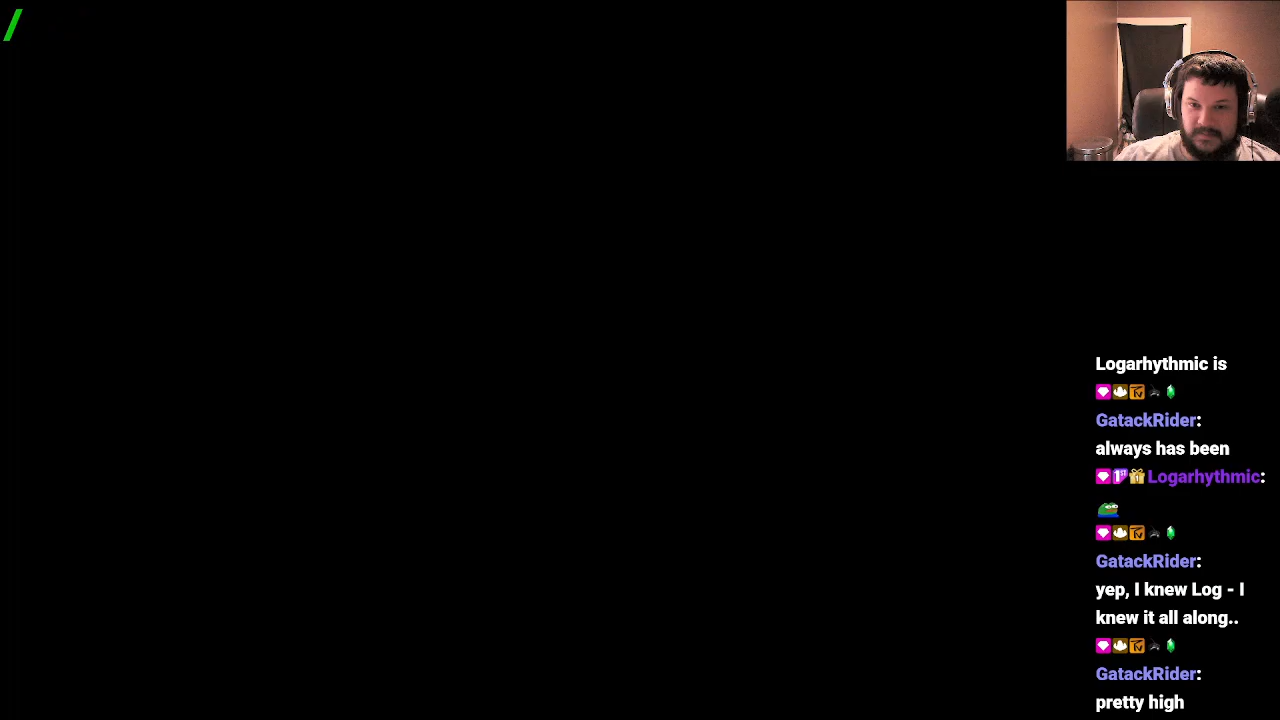 /
Logarhythmic is
GatackRider:
always has been
Logarhythmic:
GatackRider:
yep, I knew Log - I
knew it all along..
GatackRider:
pretty high